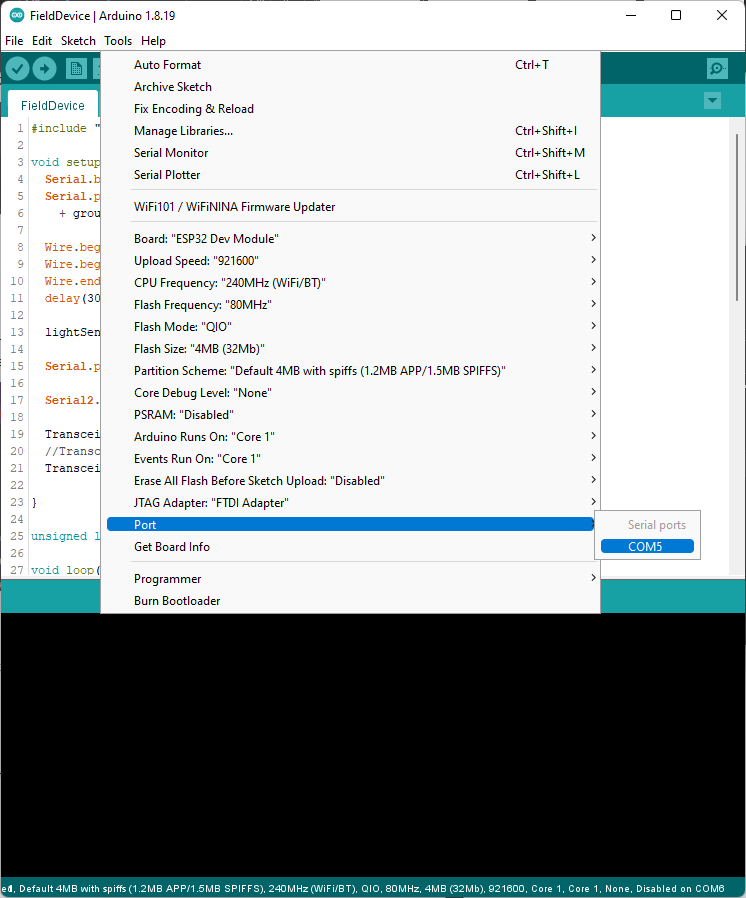 FieldDevice | Arduino 1.8.19
File Edit Sketch Tools Help
FieldDevice
Auto Format Ctrl+T
Archive Sketch
Fix Encoding & Reload
Manage Libraries... Ctrl+Shift+I
Serial Monitor Ctrl+Shift+M
Serial Plotter Ctrl+Shift+L
WiFi101 / WiFiNINA Firmware Updater
Board: "ESP32 Dev Module"
Upload Speed: "921600"
CPU Frequency: "240MHz (WiFi/BT)"
Flash Frequency: "80MHz"
Flash Mode: "QIO"
Flash Size: "4MB (32Mb)"
Partition Scheme: "Default 4MB with spiffs (1.2MB APP/1.5MB SPIFFS)"
Core Debug Level: "None"
PSRAM: "Disabled"
Arduino Runs On: "Core 1"
Events Run On: "Core 1"
Erase All Flash Before Sketch Upload: "Disabled"
JTAG Adapter: "FTDI Adapter"
Port
Get Board Info
Programmer
Burn Bootloader
Serial ports
COM5
1 #include "
2
3 void setup
4 Serial.b
5 Serial.p
6 + grou
7
8 Wire.beg
9 Wire.beg
10 Wire.end
11 delay(30
12
13 lightSen
14
15 Serial.p
16
17 Serial2.
18
19 Transcei
20 //Transc
21 Transcei
22
23 }
24
25 unsigned l
26
27 void loop(
ed, Default 4MB with spiffs (1.2MB APP/1.5MB SPIFFS), 240MHz (WiFi/BT), QIO, 80MHz, 4MB (32Mb), 921600, Core 1, Core 1, None, Disabled on COM6